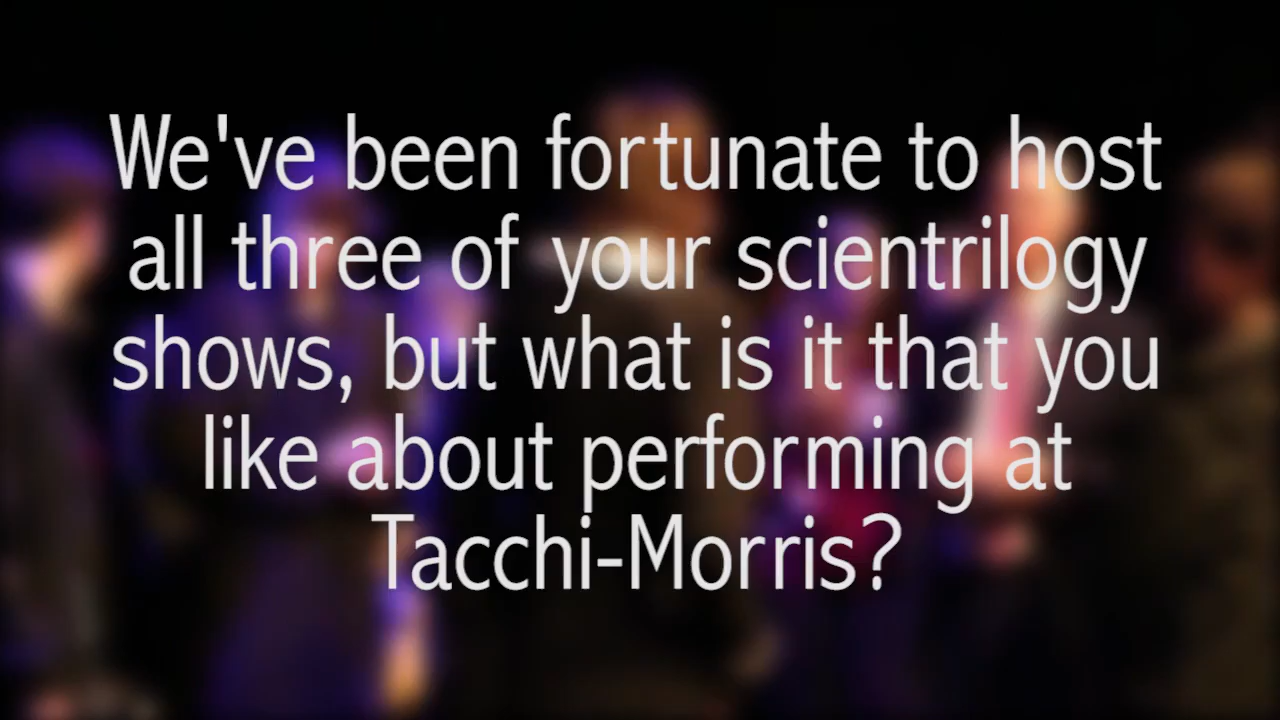 We've been fortunate to host
all three of your scientrilogy
shows, but what is it that you
like about performing at
Tacchi-Morris?